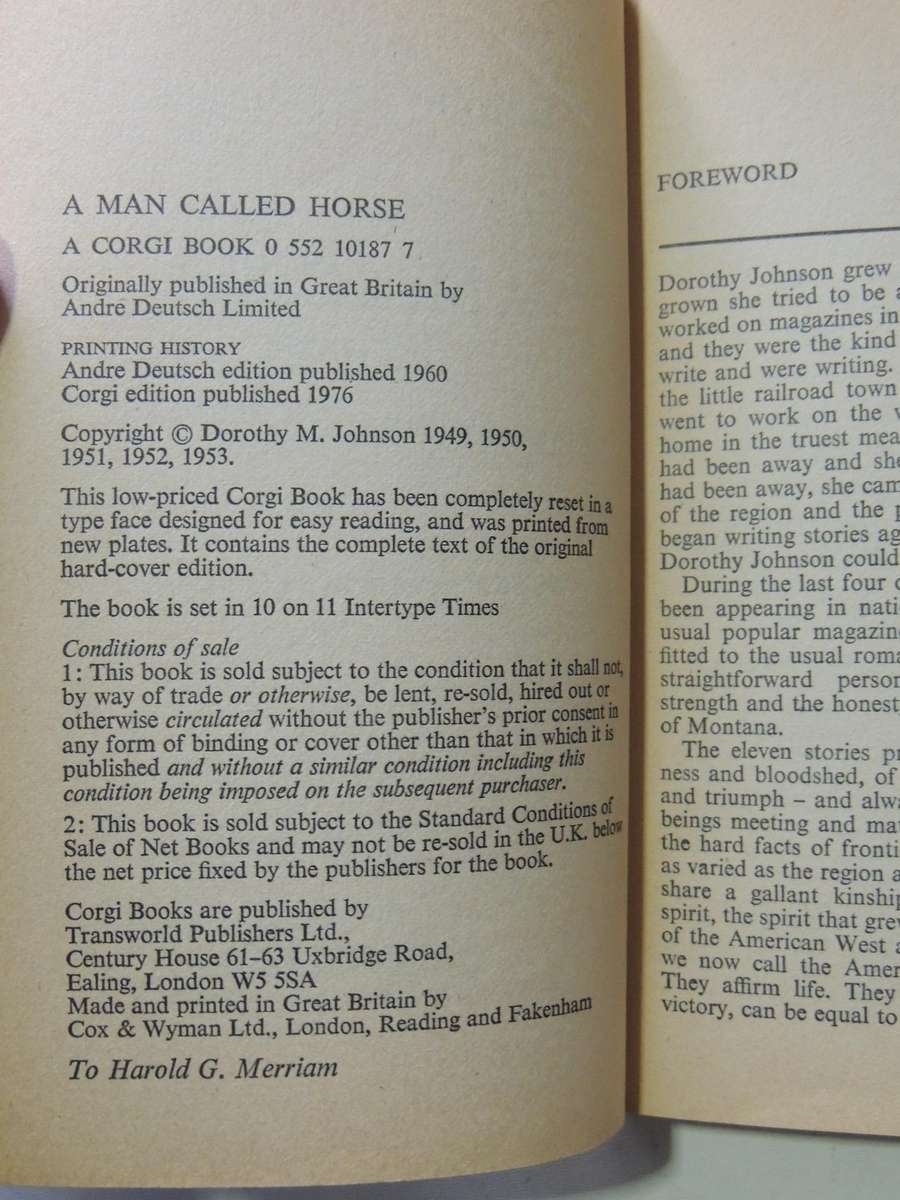 A MAN CALLED HORSE
A CORGI BOOK 0 552 10187 7
Originally published in Great Britain by
Andre Deutsch Limited
PRINTING HISTORY
Andre Deutsch edition published 1960
Corgi edition published 1976
Copyright © Dorothy M. Johnson 1949, 1950,
1951, 1952, 1953.
This low-priced Corgi Book has been completely reset in a
type face designed for easy reading, and was printed from
new plates. It contains the complete text of the original
hard-cover edition.
The book is set in 10 on 11 Intertype Times
Conditions of sale
1: This book is sold subject to the condition that it shall not,
by way of trade or otherwise, be lent, re-sold, hired out or
otherwise circulated without the publisher's prior consent in
any form of binding or cover other than that in which it is
published and without a similar condition including this
condition being imposed on the subsequent purchaser.
2: This book is sold subject to the Standard Conditions of
Sale of Net Books and may not be re-sold in the U.K. below
the net price fixed by the publishers for the book.
Corgi Books are published by
Transworld Publishers Ltd.,
Century House 61–63 Uxbridge Road,
Ealing, London W5 5SA
Made and printed in Great Britain by
Cox & Wyman Ltd., London, Reading and Fakenham
To Harold G. Merriam
FOREWORD
Dorothy Johnson grew
grown she tried to be
worked on magazines in
and they were the kind
write and were writing.
the little railroad town
went to work on the
home in the truest
had been away and
had been away, she
of the region and the
began writing stories
Dorothy Johnson could
During the last four
been appearing in
usual popular
fitted to the usual
straightforward
strength and the
of Montana.
The eleven stories
ness and bloodshed, of
and triumph – and
beings meeting and
the hard facts of
as varied as the region
share a gallant
spirit, the spirit that
of the American West
we now call the
They affirm life. They
victory, can be equal to